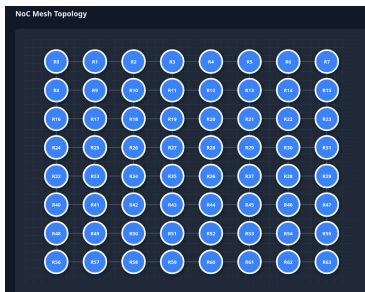 NoC Mesh Topology
R0 R1 R2 R3 R4 R5 R6 R7
R8 R9 R10 R11 R12 R13 R14 R15
R16 R17 R18 R19 R20 R21 R22 R23
R24 R25 R26 R27 R28 R29 R30 R31
R32 R33 R34 R35 R36 R37 R38 R39
R40 R41 R42 R43 R44 R45 R46 R47
R48 R49 R50 R51 R52 R53 R54 R55
R56 R57 R58 R59 R60 R61 R62 R63